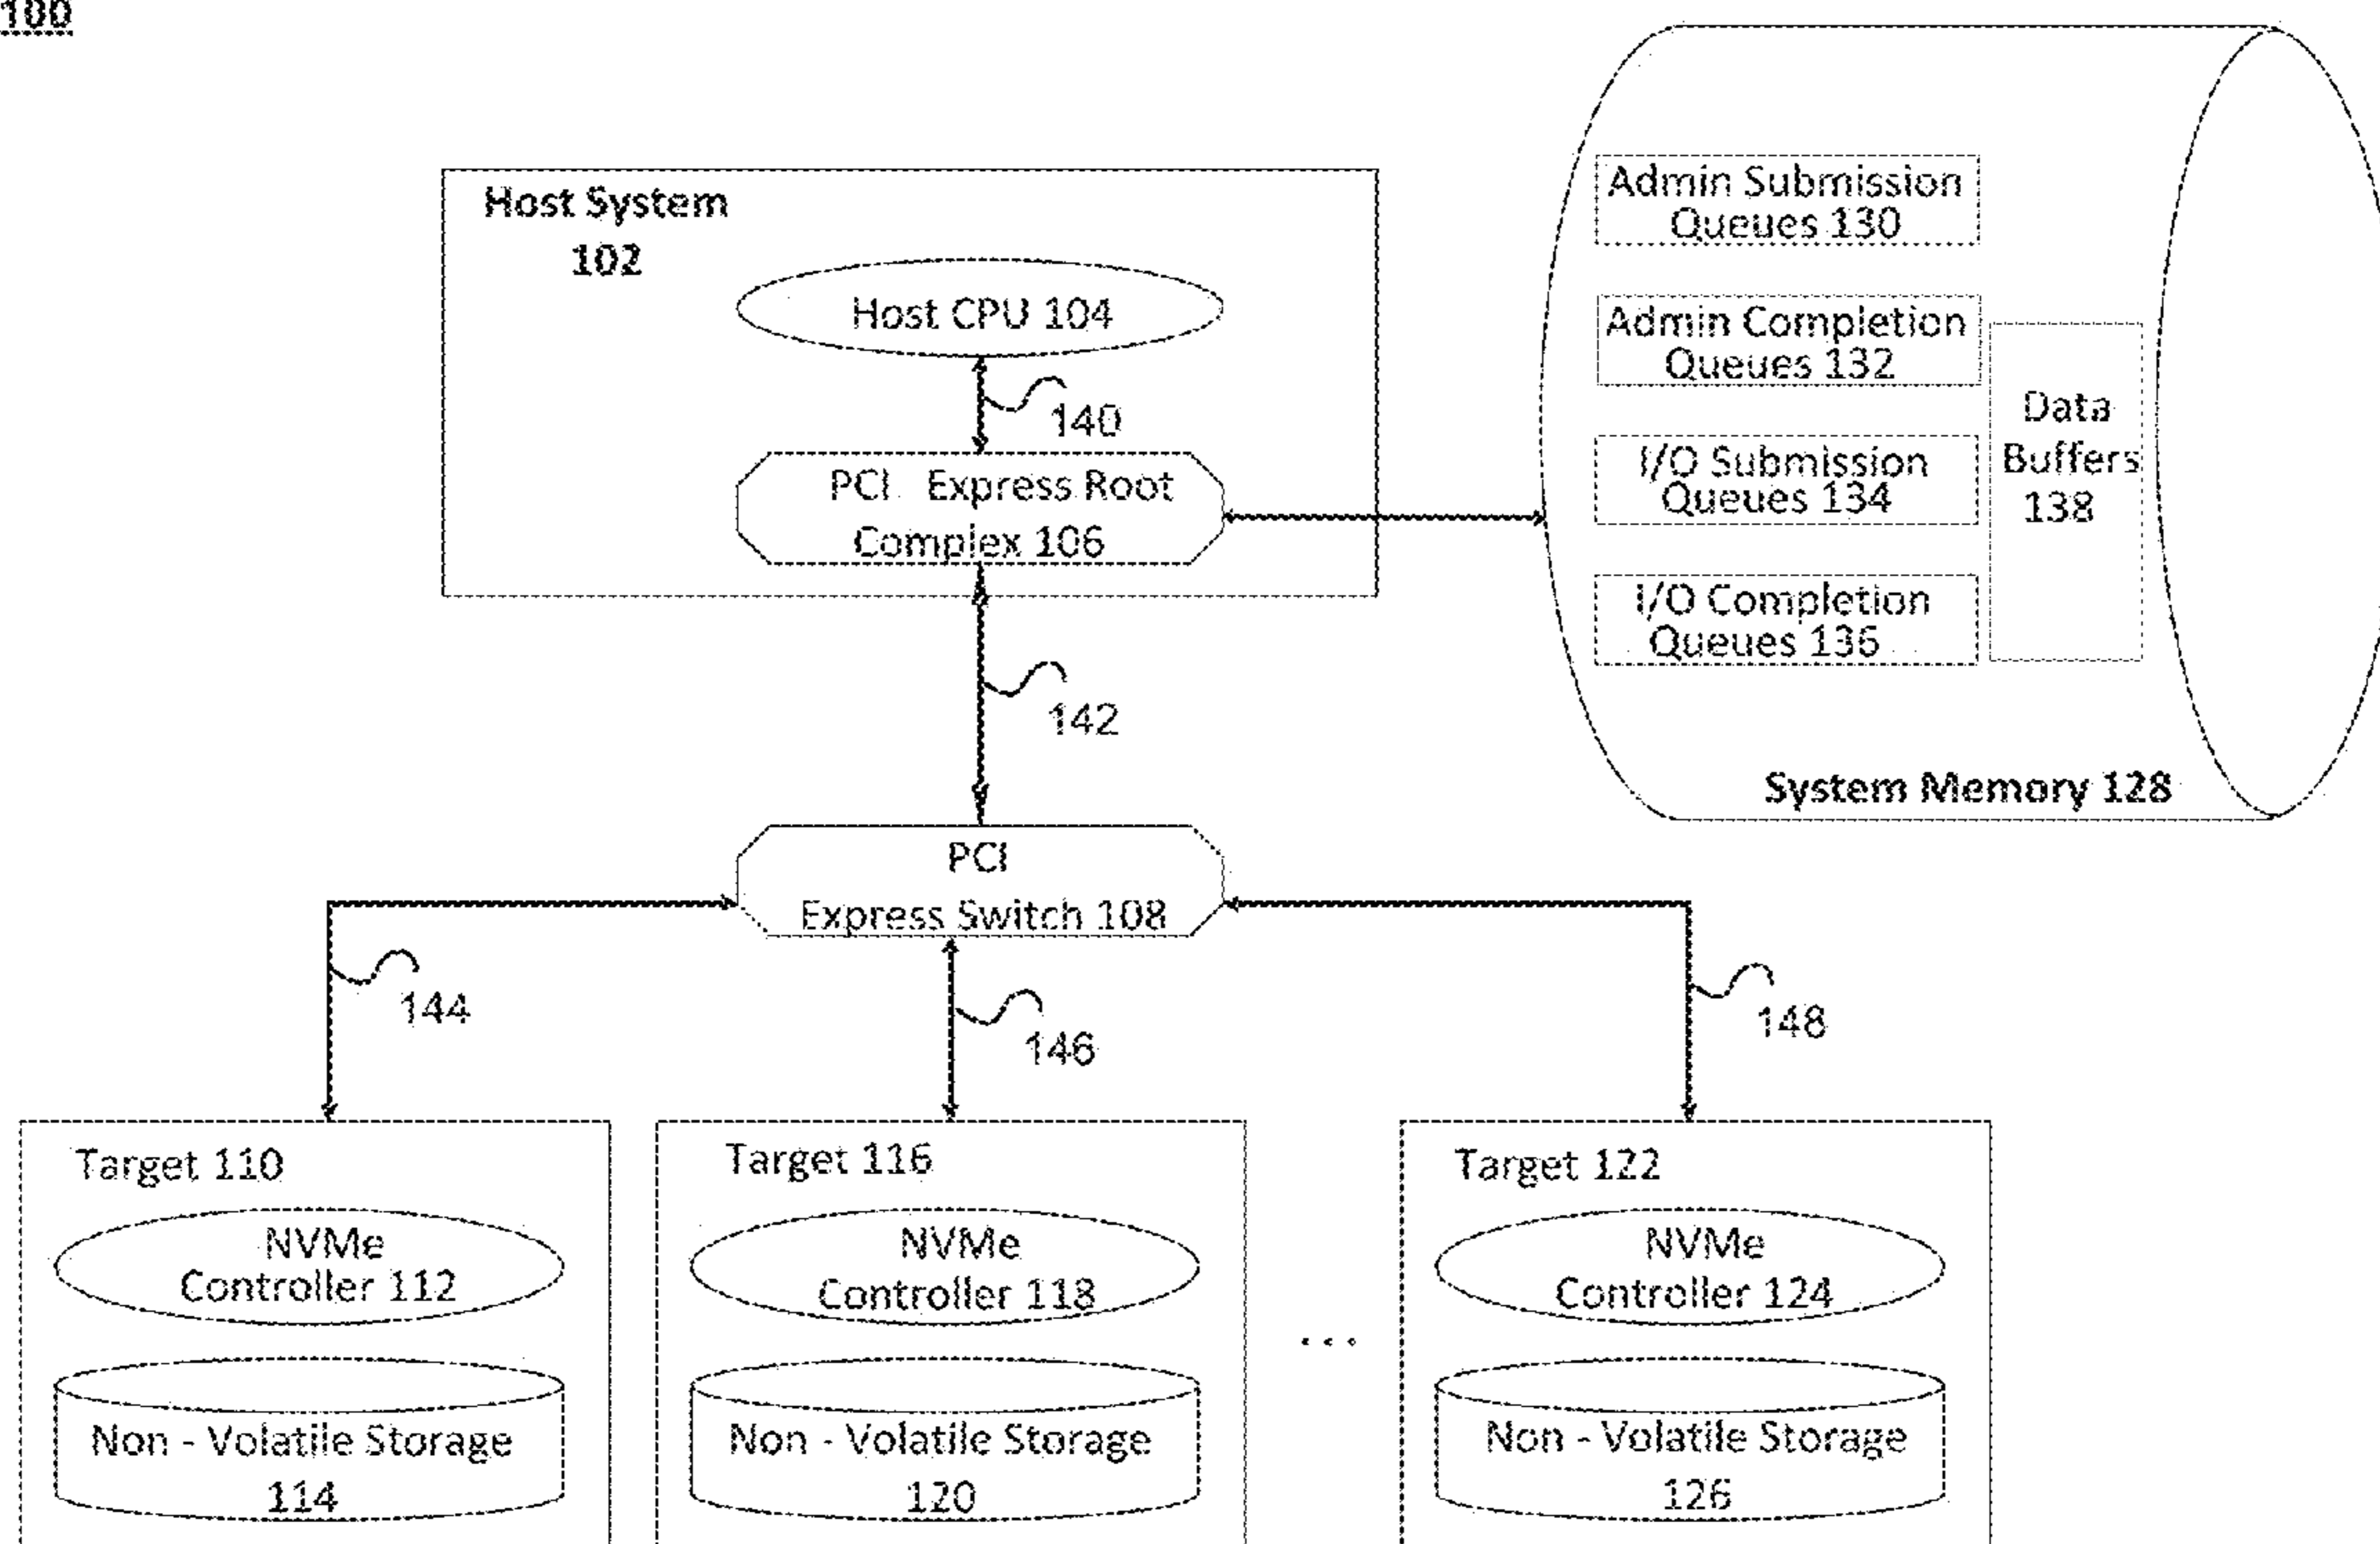 100
Host System
102
Host CPU 104
140
PCI Express Root
Complex 106
142
Admin Submission
Queues 130
Admin Completion
Queues 132
I/O Submission
Queues 134
I/O Completion
Queues 136
Data
Buffers
138
System Memory 128
PCI
Express Switch 108
144
146
148
Target 110
NVMe
Controller 112
Non - Volatile Storage
114
Target 116
NVMe
Controller 118
Non - Volatile Storage
120
...
Target 122
NVMe
Controller 124
Non - Volatile Storage
126